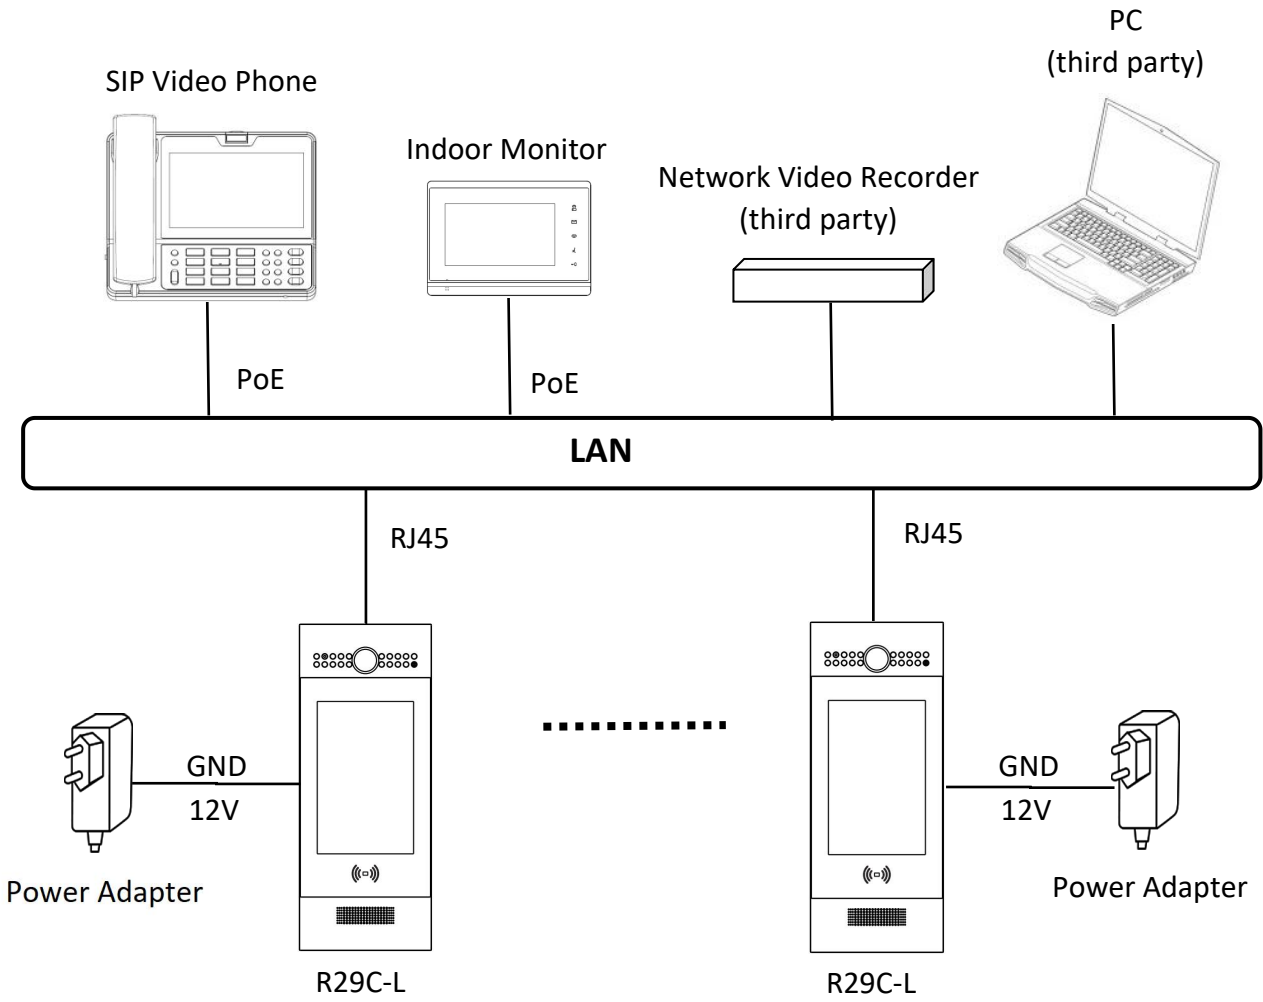 PC
(third party)
SIP Video Phone
Indoor Monitor
Network Video Recorder
(third party)
PoE
PoE
LAN
RJ45
RJ45
GND
12V
GND
12V
Power Adapter
Power Adapter
R29C-L
R29C-L